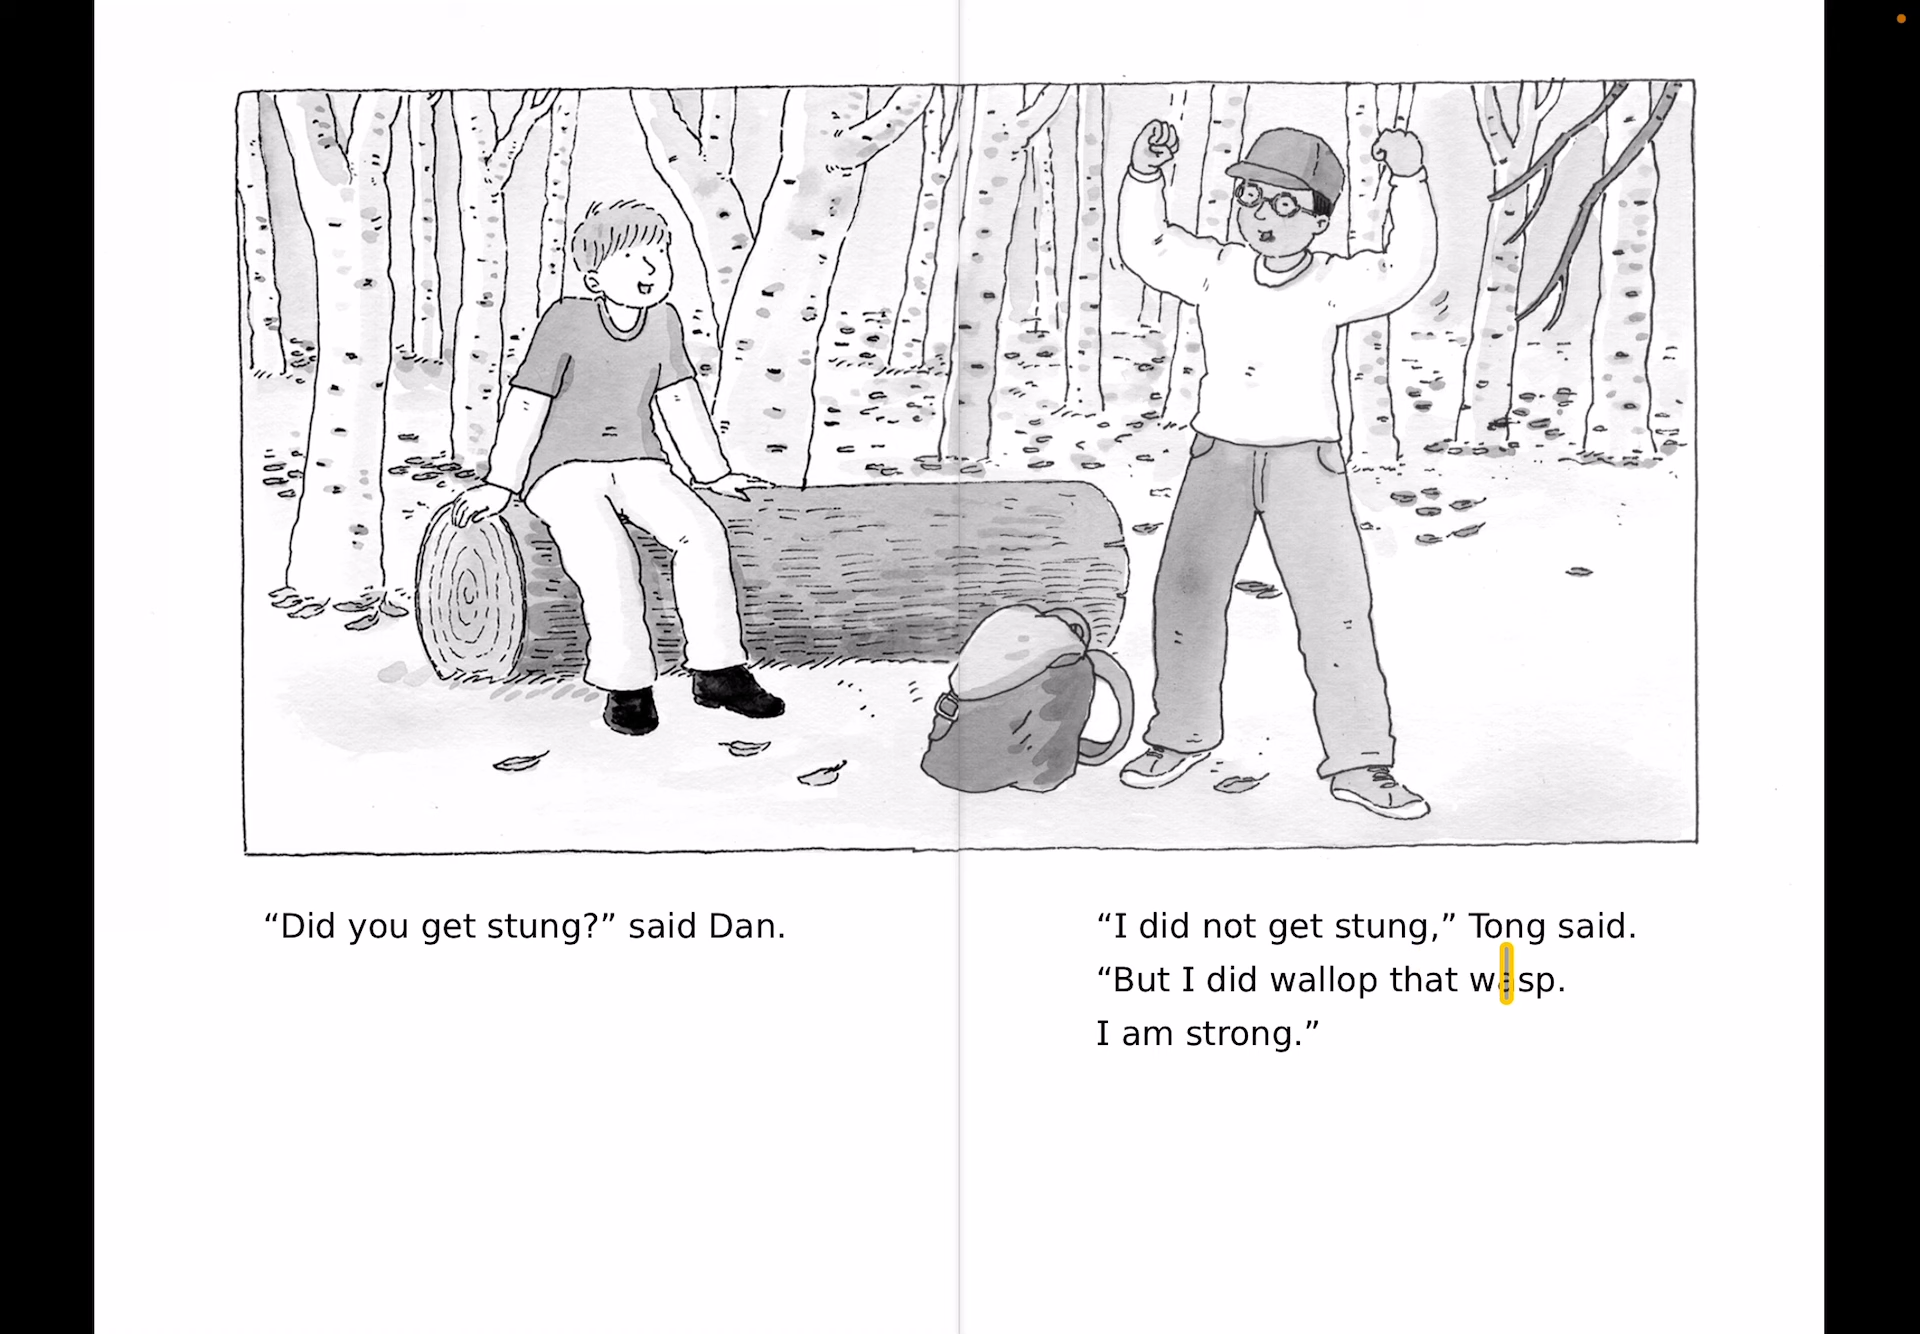 “Did you get stung?” said Dan.
“I did not get stung,” Tong said.
“But I did wallop that wasp.
I am strong.”